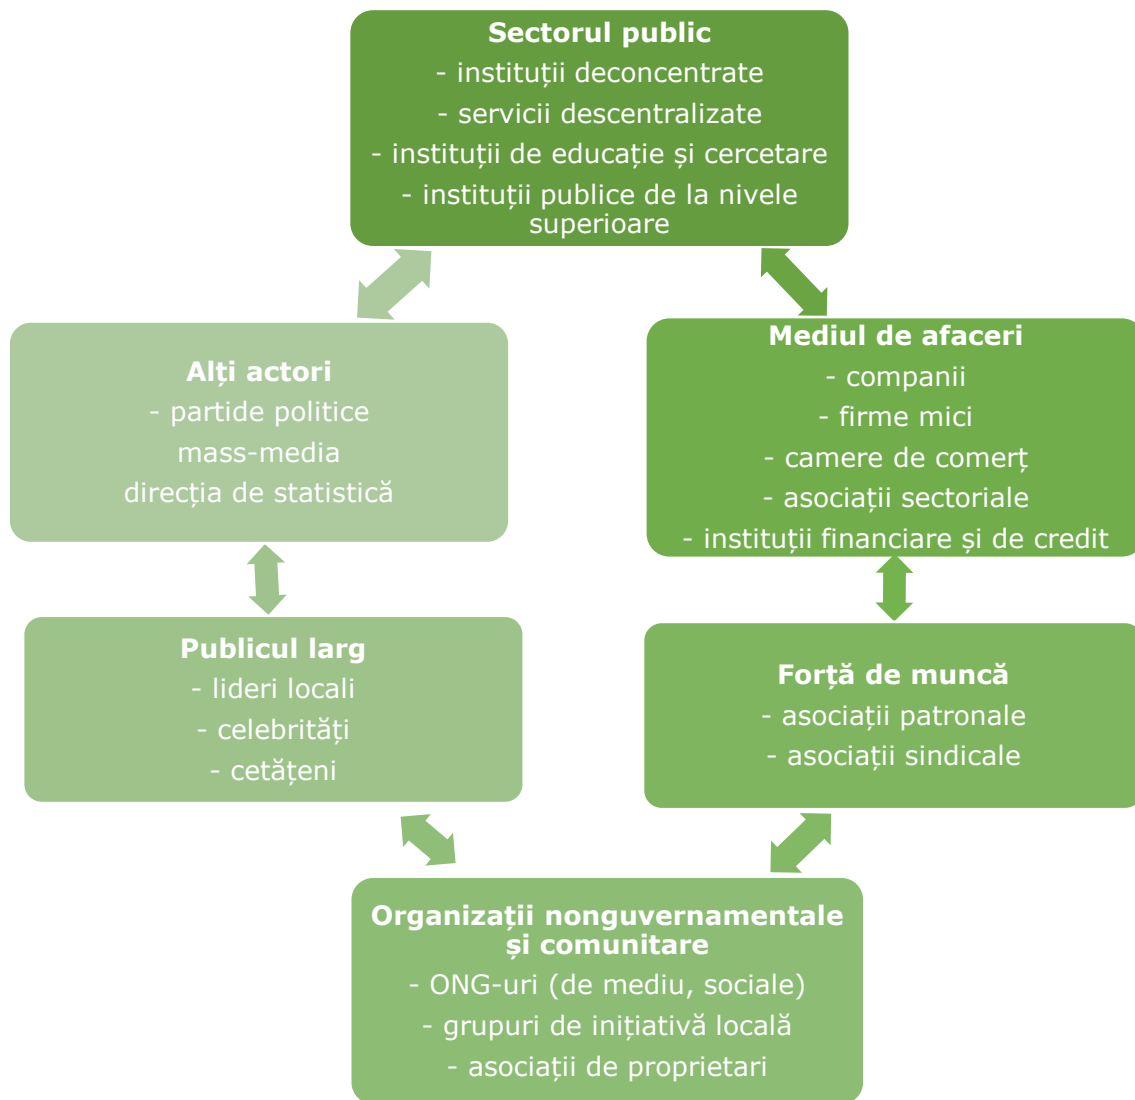 Sectorul public
- instituții deconcentrate
- servicii descentralizate
- instituții de educație și cercetare
- instituții publice de la nivele
superioare
Alți actori
- partide politice
mass-media
direcția de statistică
Mediul de afaceri
- companii
- firme mici
- camere de comerț
- asociații sectoriale
- instituții financiare și de credit
Publicul larg
- lideri locali
- celebrități
- cetățeni
Forță de muncă
- asociații patronale
- asociații sindicale
Organizații nonguvernamentale
și comunitare
- ONG-uri (de mediu, sociale)
- grupuri de inițiativă locală
- asociații de proprietari